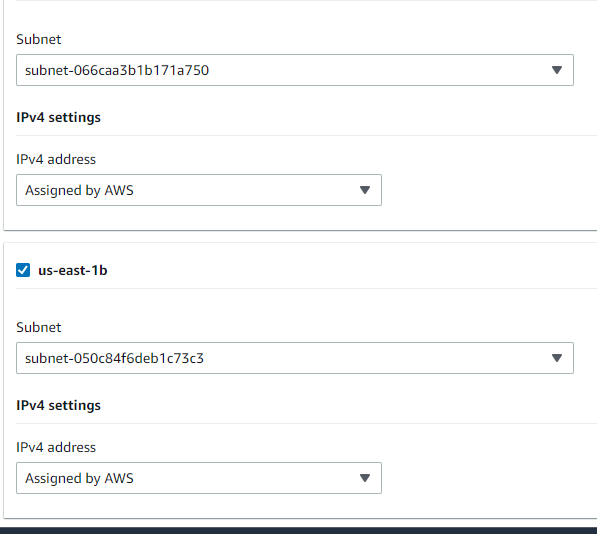 Subnet
subnet-066caa3b1b171a750
IPv4 settings
IPv4 address
Assigned by AWS
us-east-1b
Subnet
subnet-050c84f6deb1c73c3
IPv4 settings
IPv4 address
Assigned by AWS